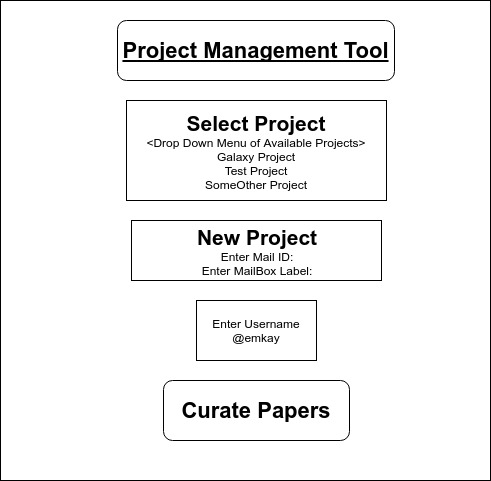 Project Management Tool
Select Project
<Drop Down Menu of Available Projects>
Galaxy Project
Test Project
SomeOther Project
New Project
Enter Mail ID:
Enter MailBox Label:
Enter Username
@emkay
Curate Papers